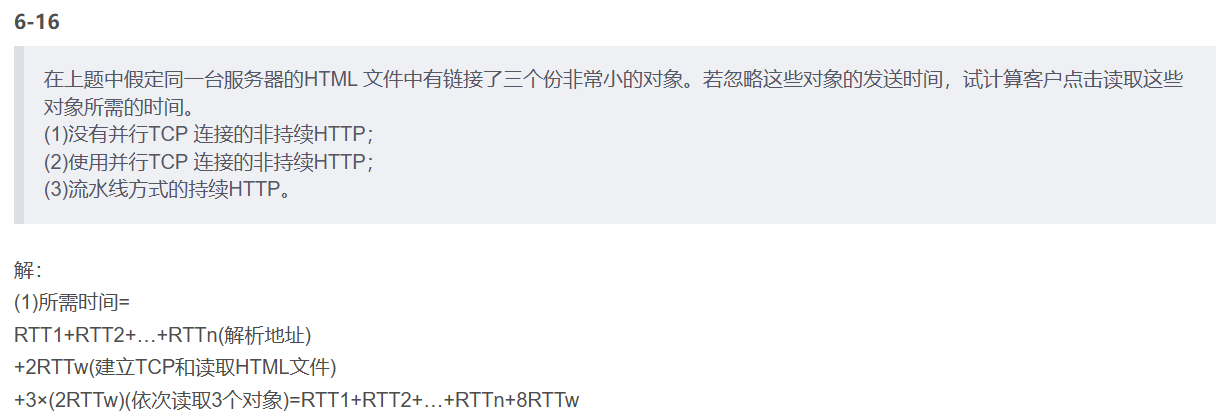 6-16
在上题中假定同一台服务器的HTML 文件中有链接了三个份非常小的对象。若忽略这些对象的发送时间，试计算客户点击读取这些
对象所需的时间。
(1)没有并行TCP 连接的非持续HTTP；
(2)使用并行TCP 连接的非持续HTTP；
(3)流水线方式的持续HTTP。
解：
(1)所需时间=
RTT1+RTT2+…+RTTn(解析地址)
+2RTTw(建立TCP和读取HTML文件)
+3×(2RTTw)(依次读取3个对象)=RTT1+RTT2+…+RTTn+8RTTw